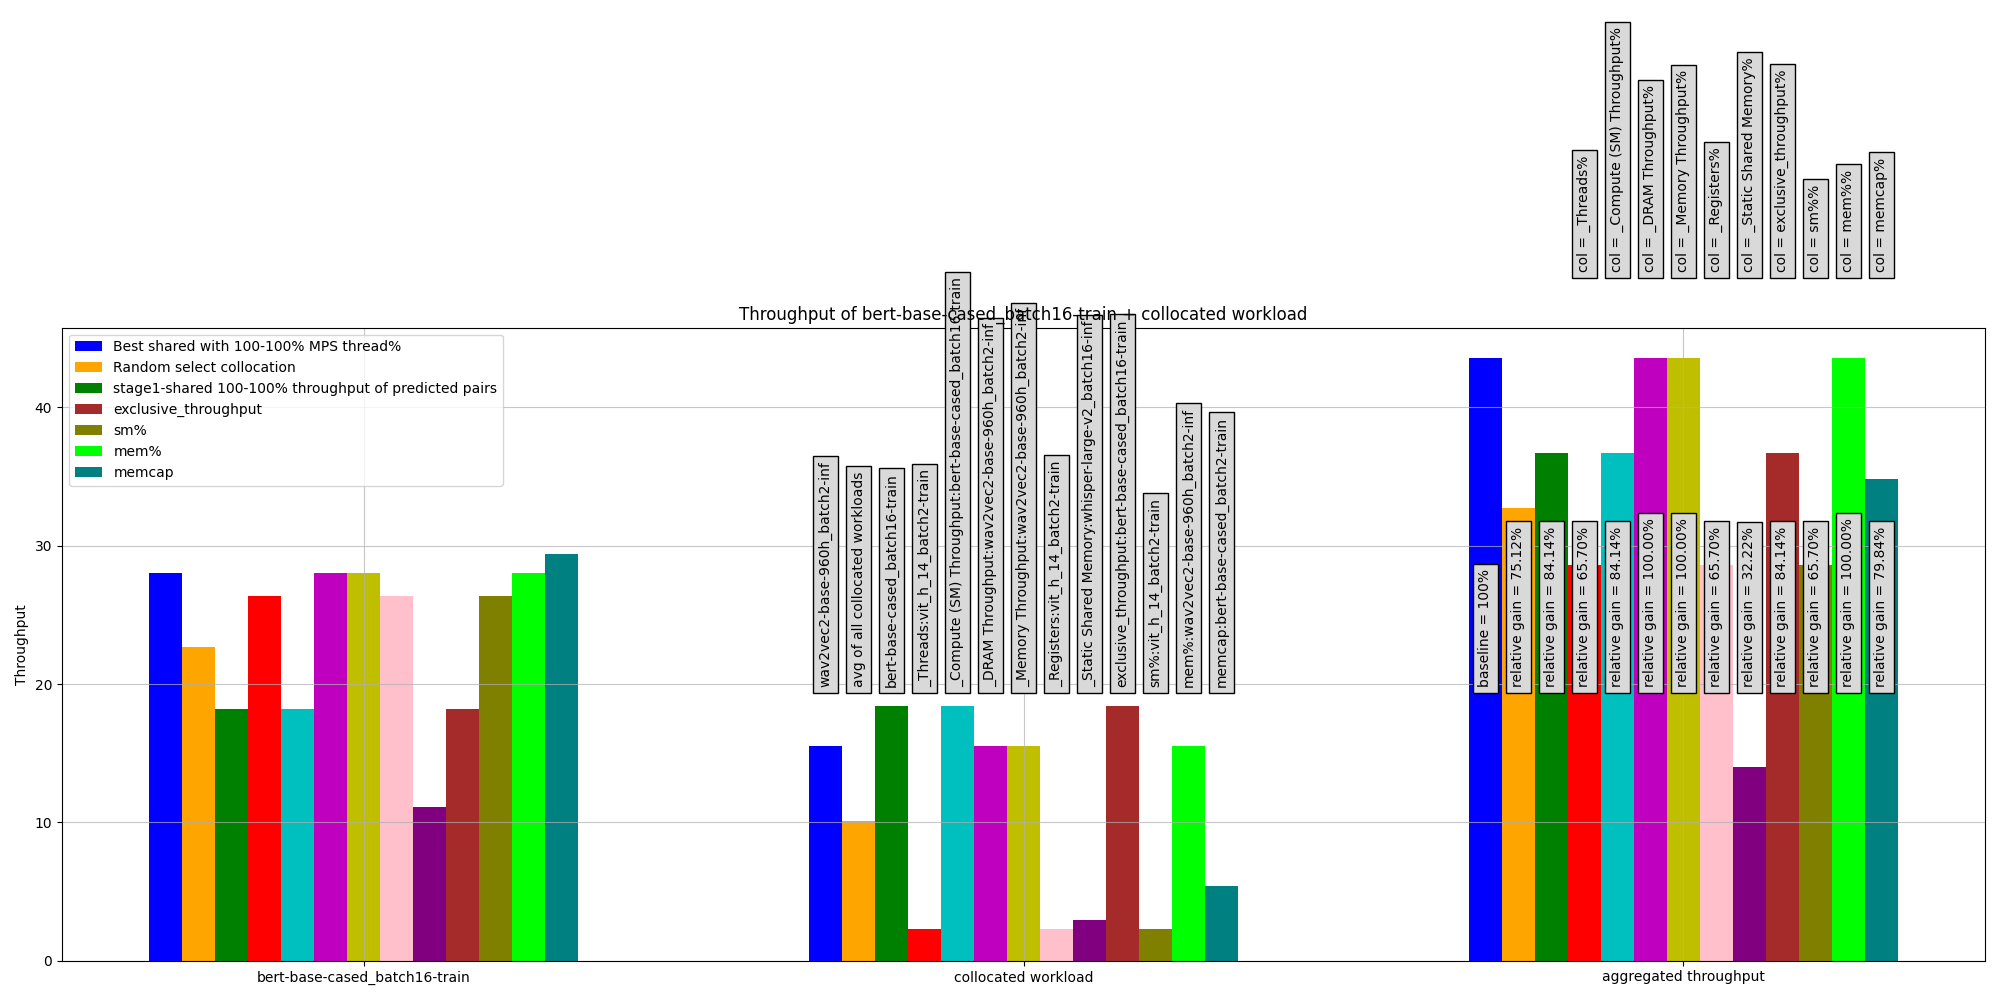 col = _Threads%
col = _Compute (SM) Throughput%
col = _DRAM Throughput%
col = _Memory Throughput%
col = _Registers%
col = _Static Shared Memory%
col = exclusive_throughput%
col = sm%%
col = mem%%
col = memcap%
Throughput of bert-base-cased_batch16-train + collocated workload
Best shared with 100-100% MPS thread%
Random select collocation
stage1-shared 100-100% throughput of predicted pairs
exclusive_throughput
sm%
mem%
memcap
wav2vec2-base-960h_batch2-inf
avg of all collocated workloads
bert-base-cased_batch16-train
_Threads:vit_h_14_batch2-train
_Compute (SM) Throughput:bert-base-cased_batch16-train
_DRAM Throughput:wav2vec2-base-960h_batch2-inf
_Memory Throughput:wav2vec2-base-960h_batch2-inf
_Registers:vit_h_14_batch2-train
_Static Shared Memory:whisper-large-v2_batch16-inf
exclusive_throughput:bert-base-cased_batch16-train
sm%:vit_h_14_batch2-train
mem%:wav2vec2-base-960h_batch2-inf
memcap:bert-base-cased_batch2-train
baseline = 100%
relative gain = 75.12%
relative gain = 84.14%
relative gain = 65.70%
relative gain = 84.14%
relative gain = 100.00%
relative gain = 100.00%
relative gain = 65.70%
relative gain = 32.22%
relative gain = 84.14%
relative gain = 65.70%
relative gain = 100.00%
relative gain = 79.84%
Throughput
40
30
20
10
0
bert-base-cased_batch16-train
collocated workload
aggregated throughput